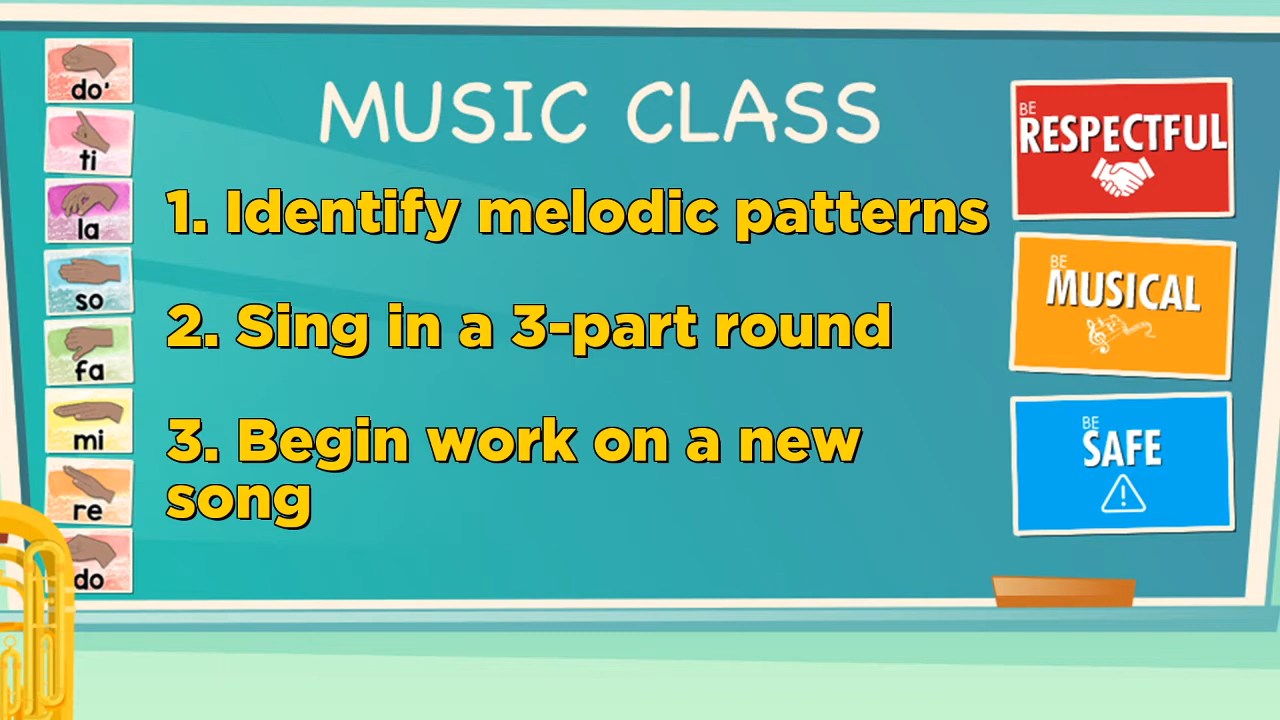 MUSIC CLASS
do'
ti
la
so
fa
mi
re
do
1. Identify melodic patterns
2. Sing in a 3-part round
3. Begin work on a new
song
BE
RESPECTFUL
BE
MUSICAL
BE
SAFE